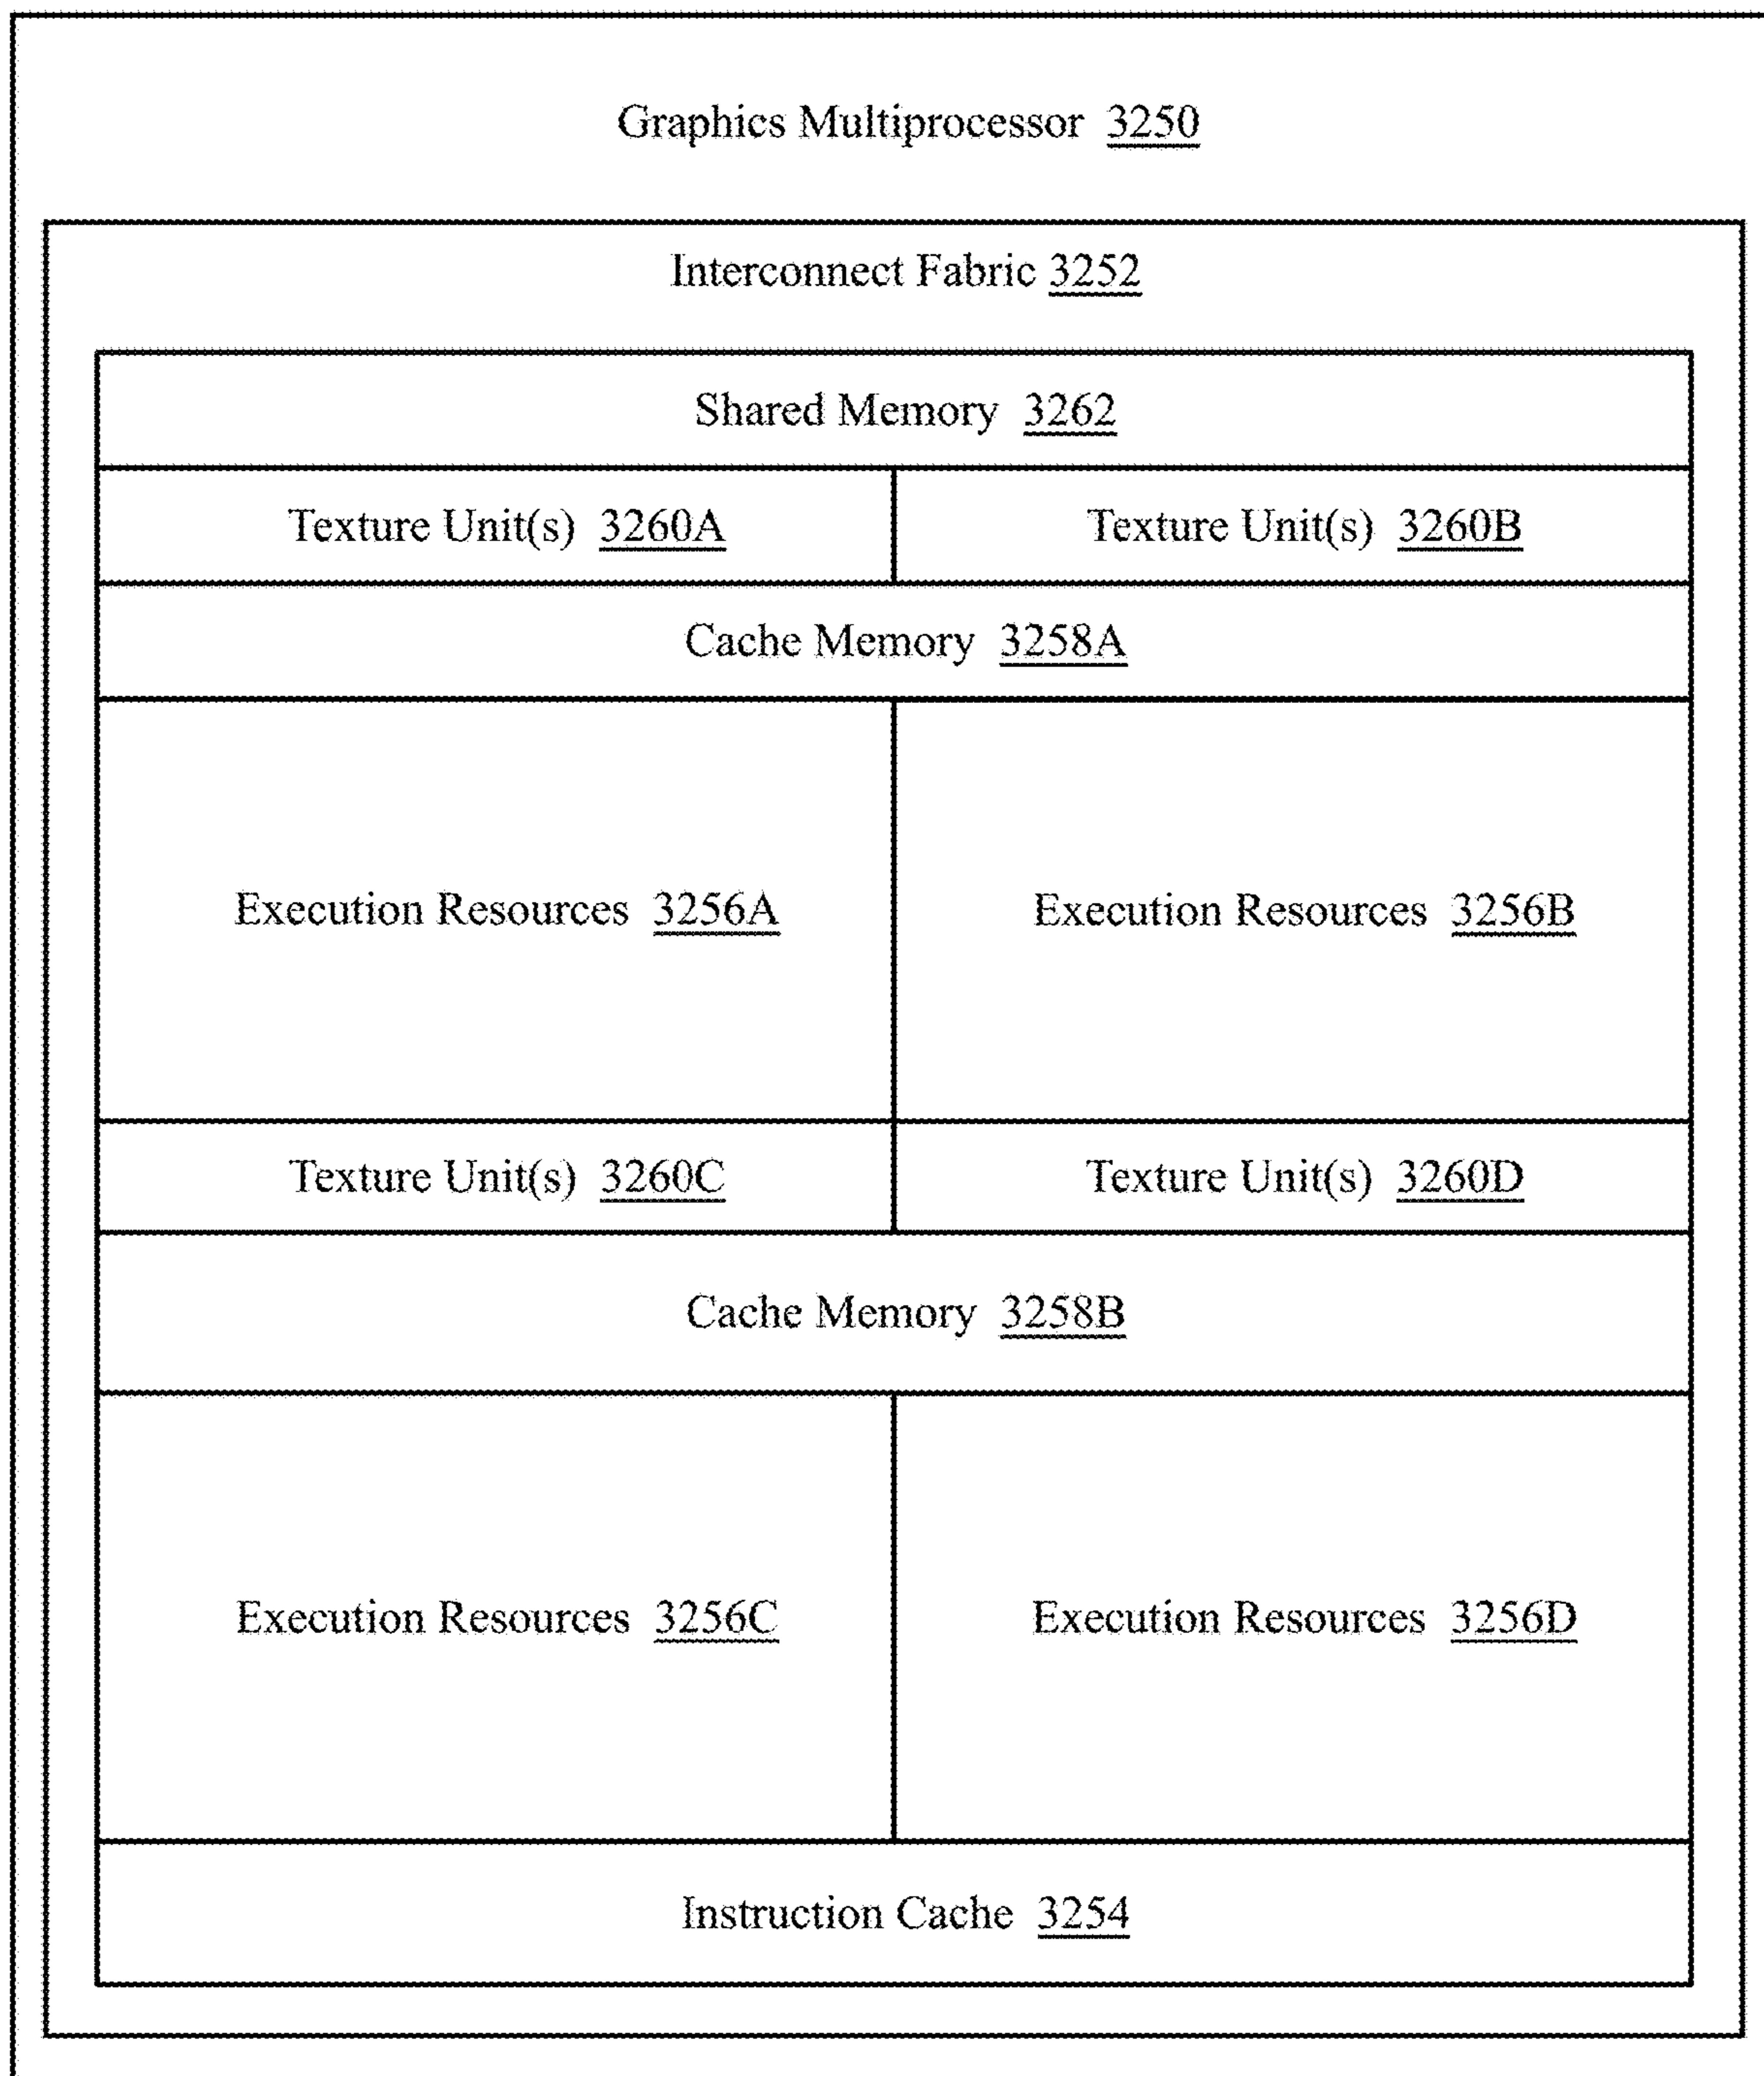 Graphics Multiprocessor 3250
Interconnect Fabric 3252
Shared Memory 3262
Texture Unit(s) 3260A
Texture Unit(s) 3260B
Cache Memory 3258A
Execution Resources 3256A
Execution Resources 3256B
Texture Unit(s) 3260C
Texture Unit(s) 3260D
Cache Memory 3258B
Execution Resources 3256C
Execution Resources 3256D
Instruction Cache 3254